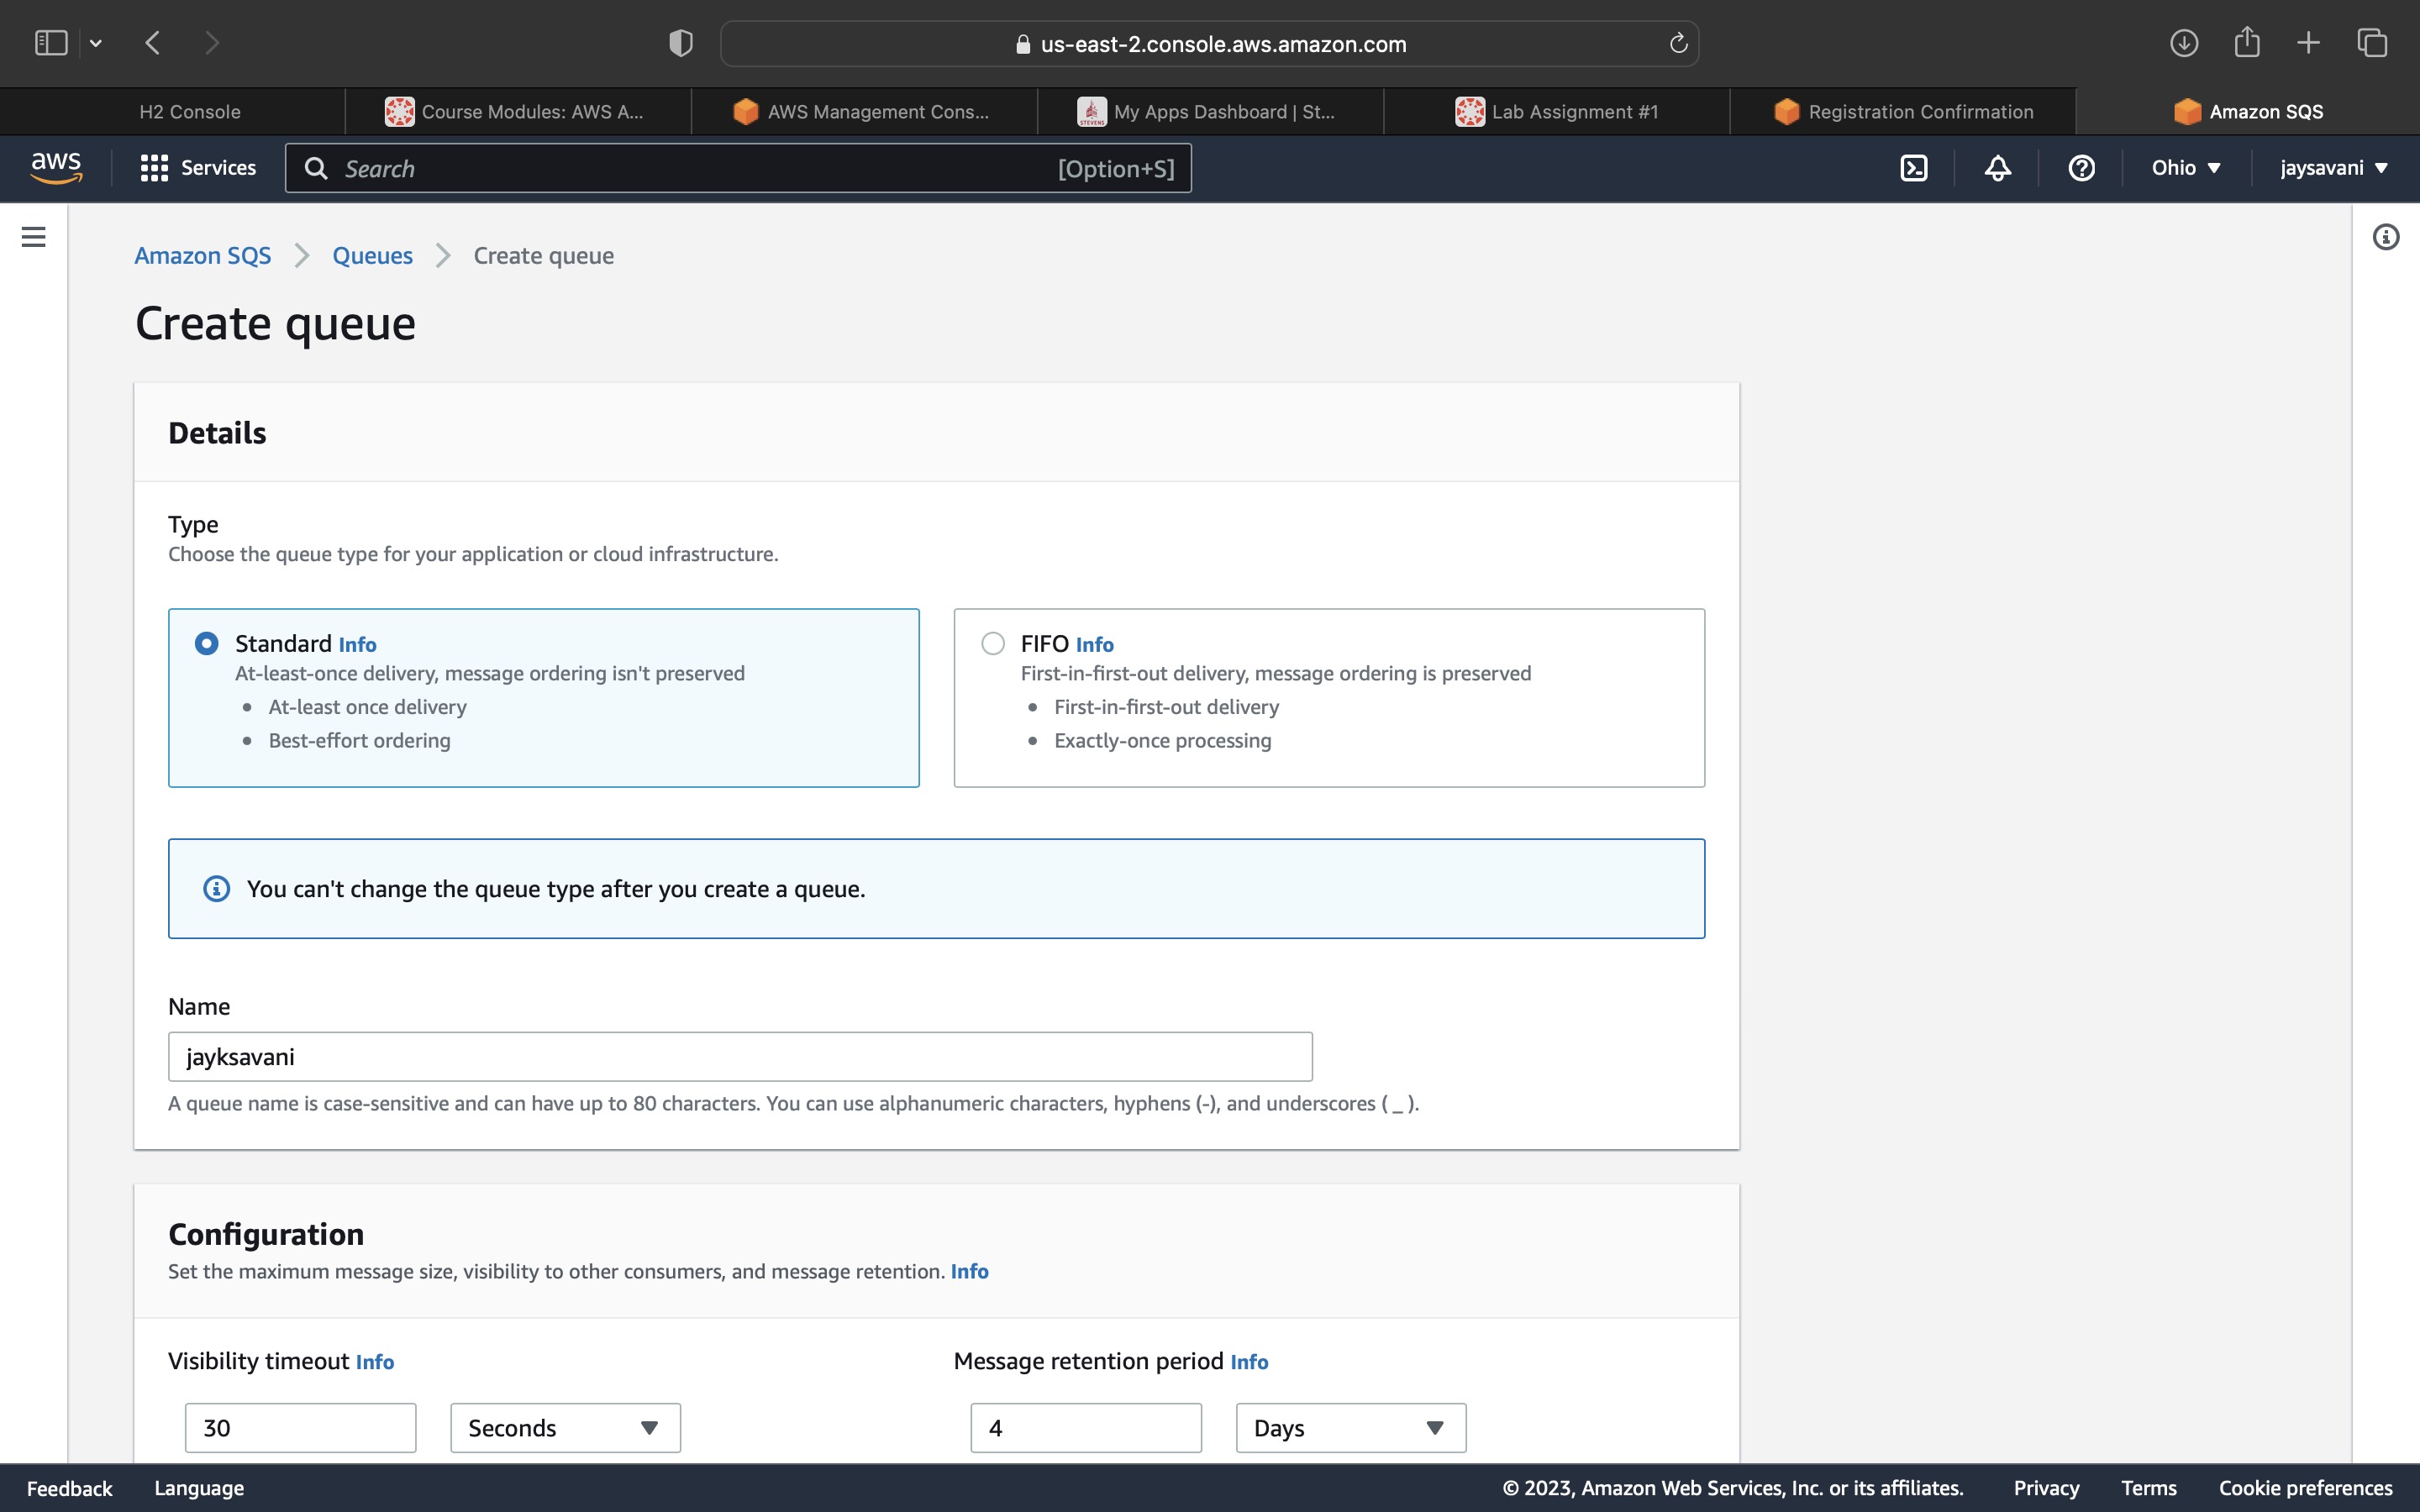 us-east-2.console.aws.amazon.com
H2 Console
Course Modules: AWS A...
AWS Management Cons...
STEVENS
My Apps Dashboard | St...
Lab Assignment #1
Registration Confirmation
Amazon SQS
aws
Services
Search
[Option+S]
Ohio
jaysavani
Amazon SQS
Queues
Create queue
Create queue
Details
Type
Choose the queue type for your application or cloud infrastructure.
Standard Info
At-least-once delivery, message ordering isn't preserved
• At-least once delivery
• Best-effort ordering
FIFO Info
First-in-first-out delivery, message ordering is preserved
• First-in-first-out delivery
• Exactly-once processing
You can't change the queue type after you create a queue.
Name
jayksavani
A queue name is case-sensitive and can have up to 80 characters. You can use alphanumeric characters, hyphens (-), and underscores ( _ ).
Configuration
Set the maximum message size, visibility to other consumers, and message retention. Info
Visibility timeout Info
30
Seconds
Message retention period Info
4
Days
Feedback
Language
© 2023, Amazon Web Services, Inc. or its affiliates.
Privacy
Terms
Cookie preferences